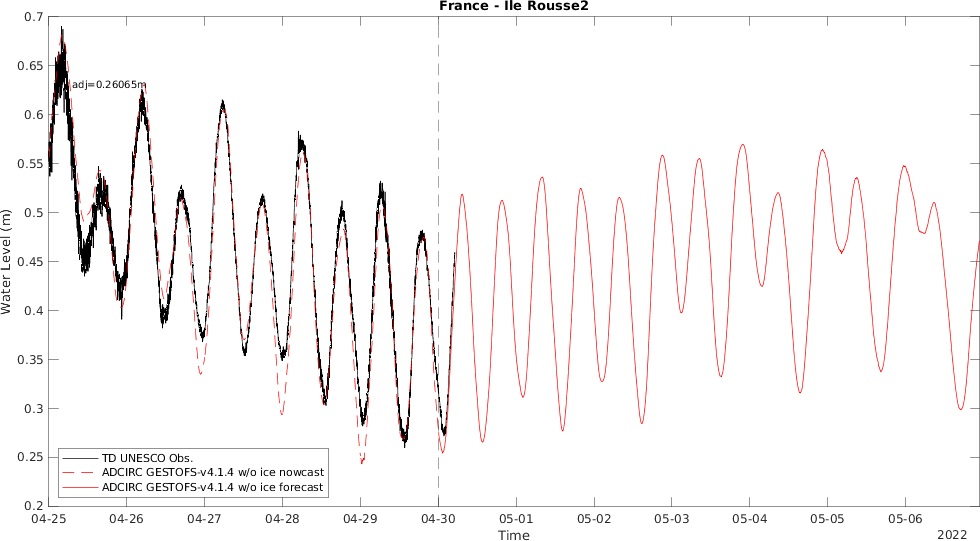 France - Ile Rousse2
0.7
0.65
0.6
0.55
0.5
0.45
0.4
0.35
0.3
0.25
0.2
Water Level (m)
adj=0.26065m
TD UNESCO Obs.
ADCIRC GESTOFS-v4.1.4 w/o ice nowcast
ADCIRC GESTOFS-v4.1.4 w/o ice forecast
04-25 04-26 04-27 04-28 04-29 04-30 05-01 05-02 05-03 05-04 05-05 05-06
Time
2022